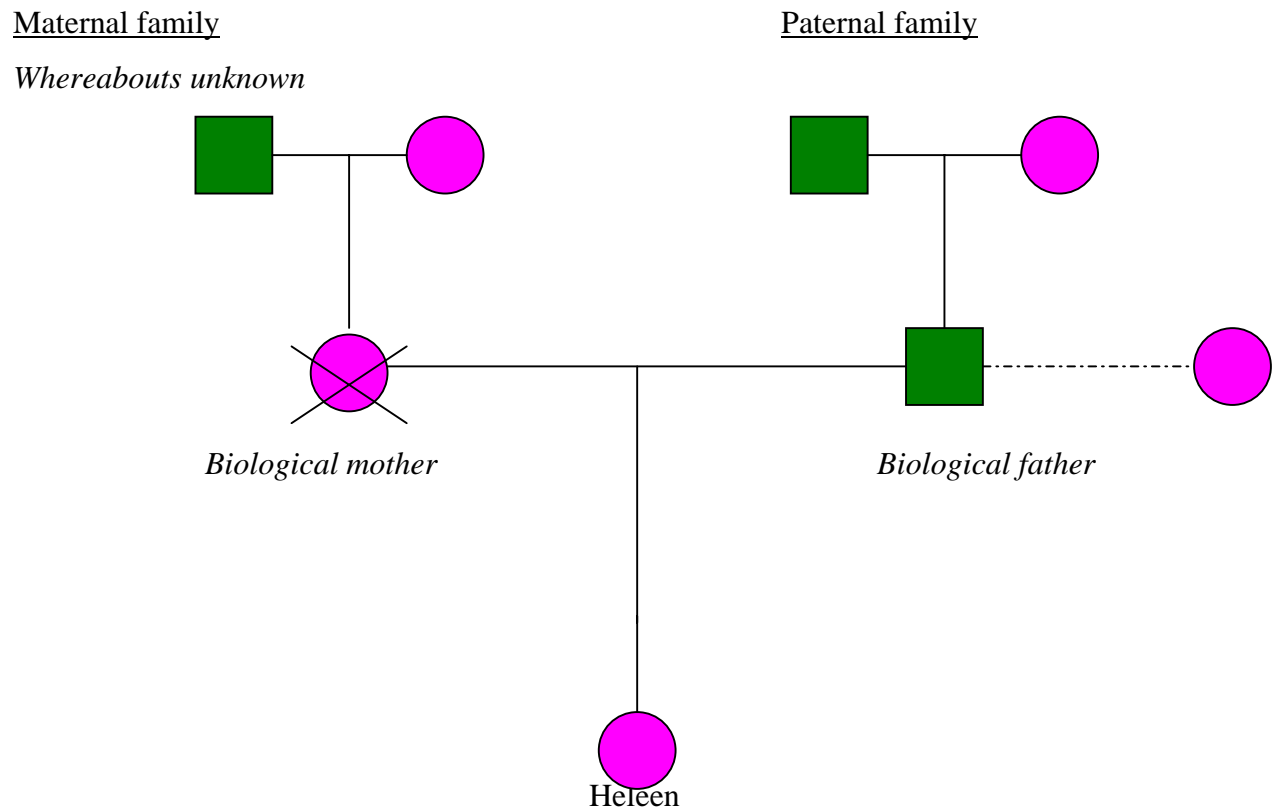 Maternal family
Paternal family
Whereabouts unknown
Biological mother
Biological father
Heleen